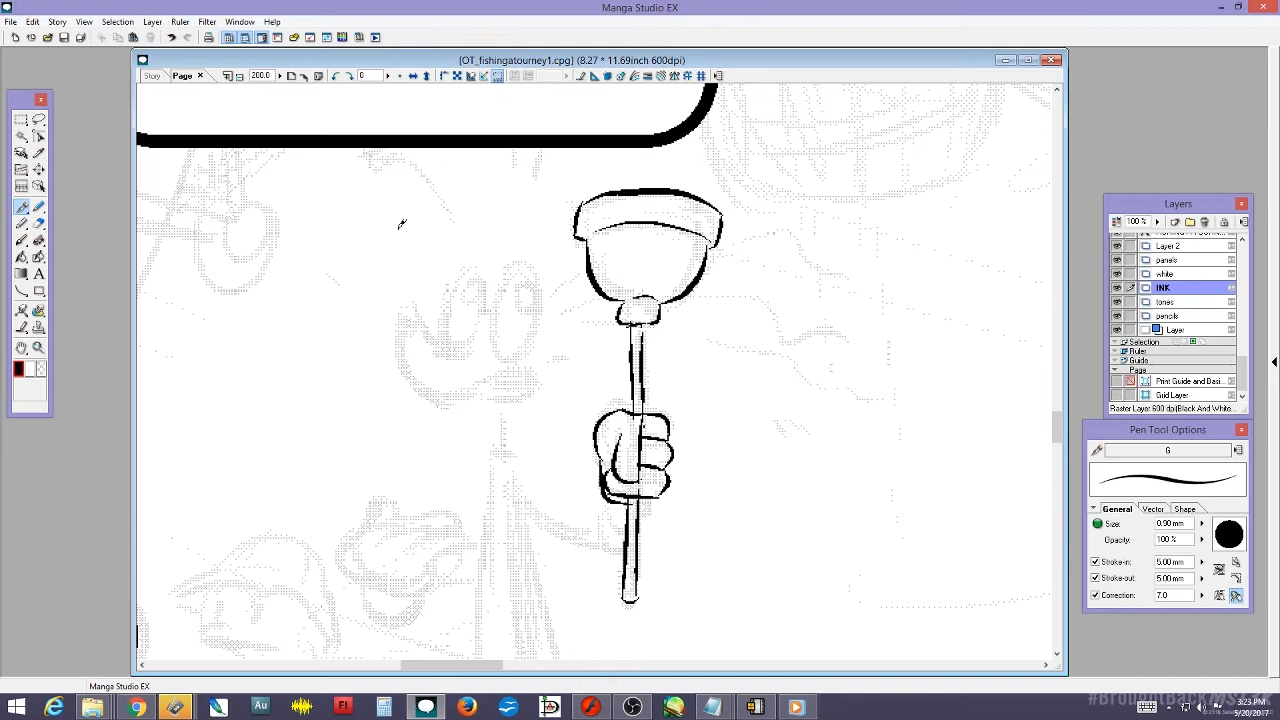 Manga Studio EX
File Edit Story View Selection Layer Ruler Filter Window Help
[OT_fishingatourney1.cpg] (8.27 * 11.69inch 600dpi)
Story Page 200.0 0
Layers
100 %
Layer 2
panels
white
INK
tones
pencils
Layer
Selection
Ruler
Guide
Page
Print Guide and Basi
Grid Layer
Raster Layer 600 dpi(Black And White...
Pen Tool Options
G
General Vector Shape
Size: 0.90 mm
Opacity: 100 %
Stroke-in: 5.00 mm
Stroke-out: 5.00 mm
Correction: 7.0
A
Manga Studio EX
Au Fl
3:23 PM
5/20/2017